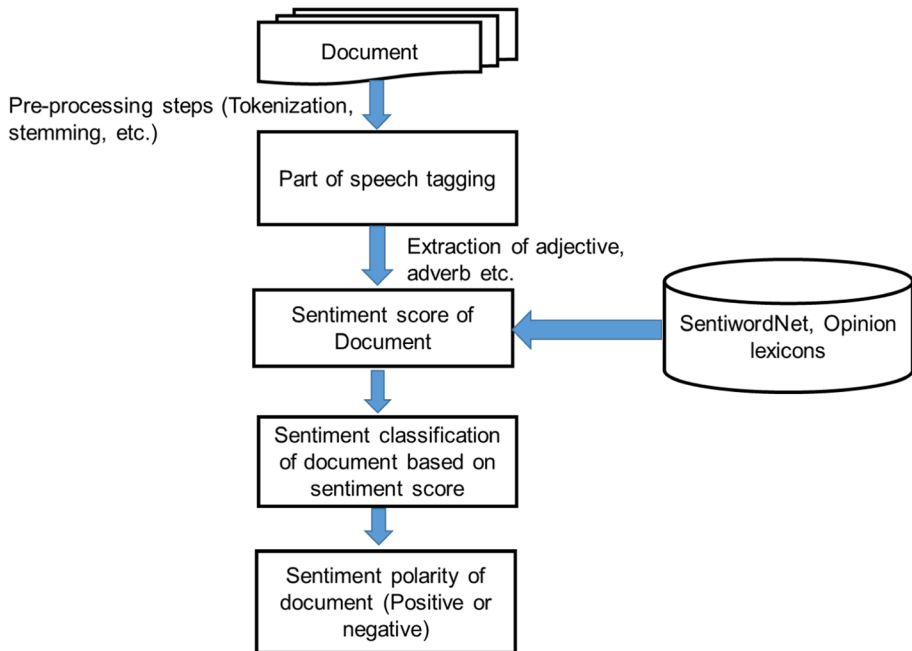 Document
Pre-processing steps (Tokenization,
stemming, etc.)
Part of speech tagging
Extraction of adjective,
adverb etc.
Sentiment score of
Document
SentiwordNet, Opinion
lexicons
Sentiment classification
of document based on
sentiment score
Sentiment polarity of
document (Positive or
negative)